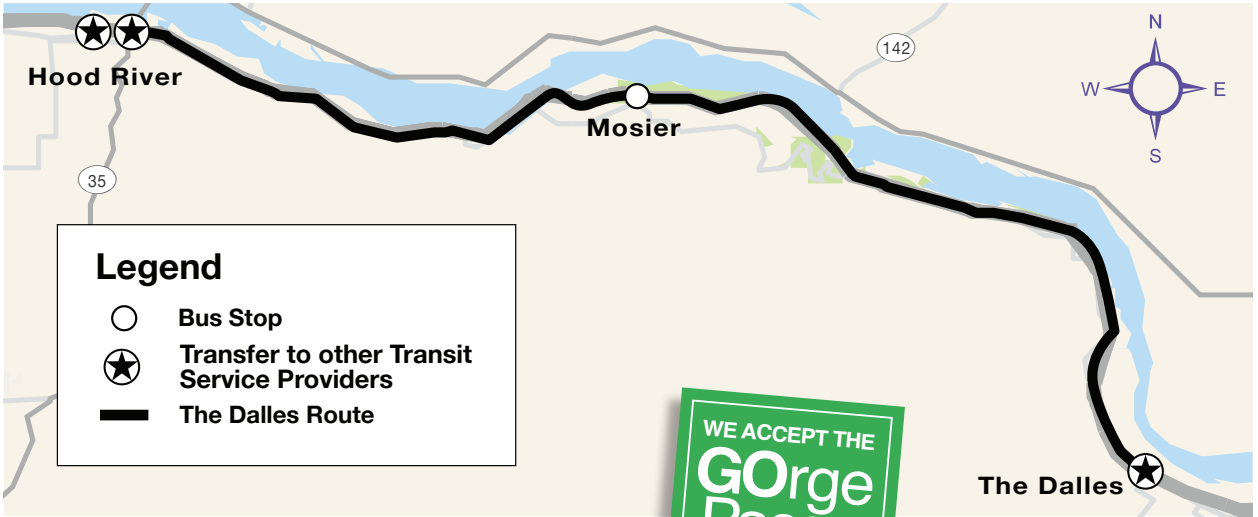 N
142
W
E
Hood River
Mosier
S
35
Legend
Bus Stop
Transfer to other Transit
Service Providers
The Dalles Route
WE ACCEPT THE
GOrge
The Dalles